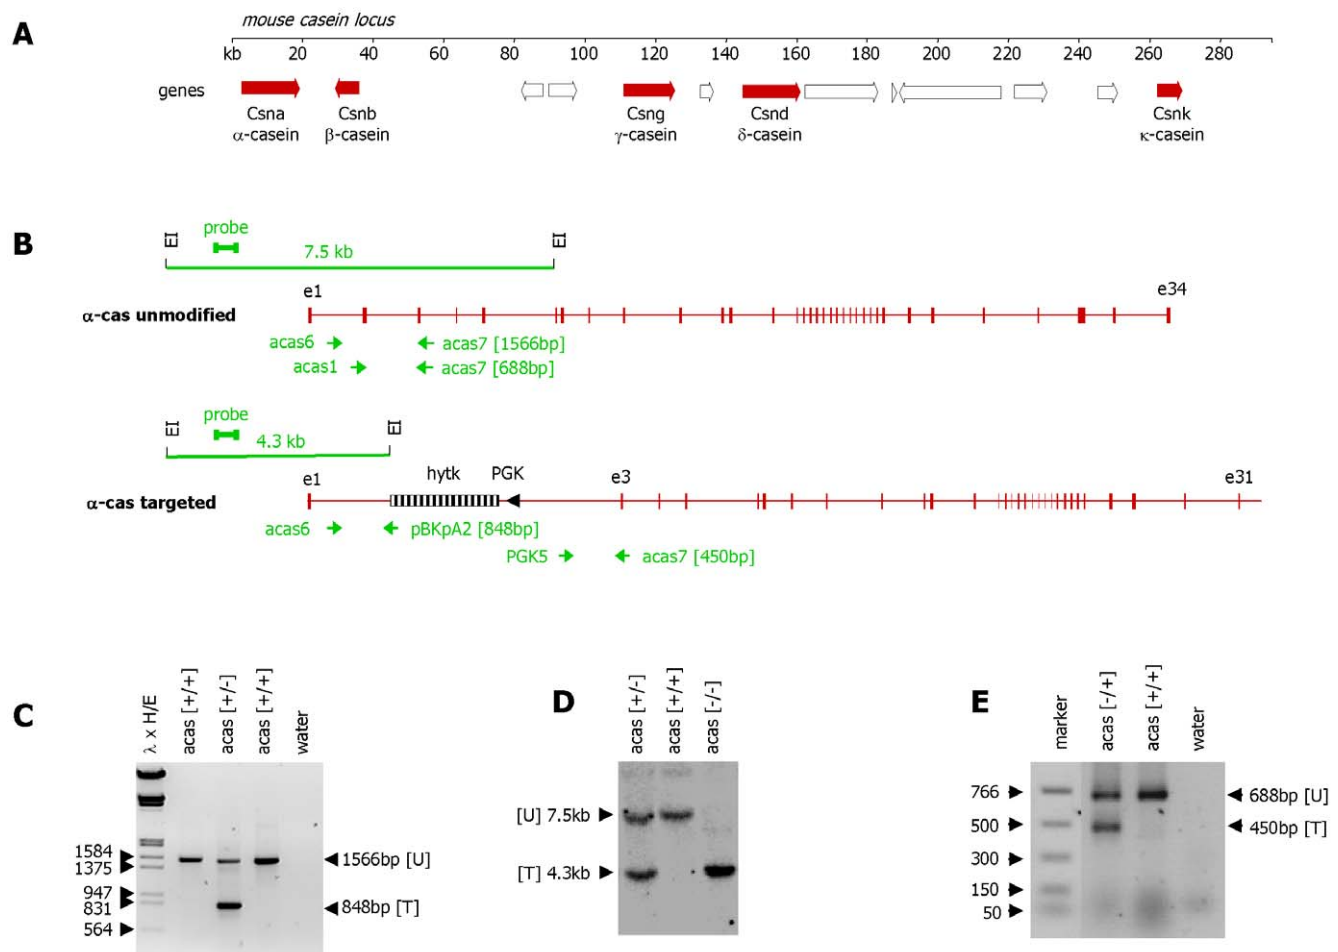 A
mouse casein locus
kb 20 40 60 80 100 120 140 160 180 200 220 240 260 280
genes
Csna Csnb Csng Csnd Csnk
α-casein β-casein γ-casein δ-casein κ-casein
B
probe
EI 7.5 kb EI
e1 e34
α-cas unmodified
acas6 acas7 [1566bp]
acas1 acas7 [688bp]
probe
EI 4.3 kb EI
e1 hytk PGK e3 e31
α-cas targeted
acas6 pBKpA2 [848bp]
PGK5 acas7 [450bp]
C
λ x H/E
acas [+/+]
acas [+/-]
acas [+/+]
water
1584
1375
947
831
564
1566bp [U]
848bp [T]
D
acas [+/-]
acas [+/+]
acas [-/-]
[U] 7.5kb
[T] 4.3kb
E
marker
acas [-/+]
acas [+/+]
water
766
500
300
150
50
688bp [U]
450bp [T]